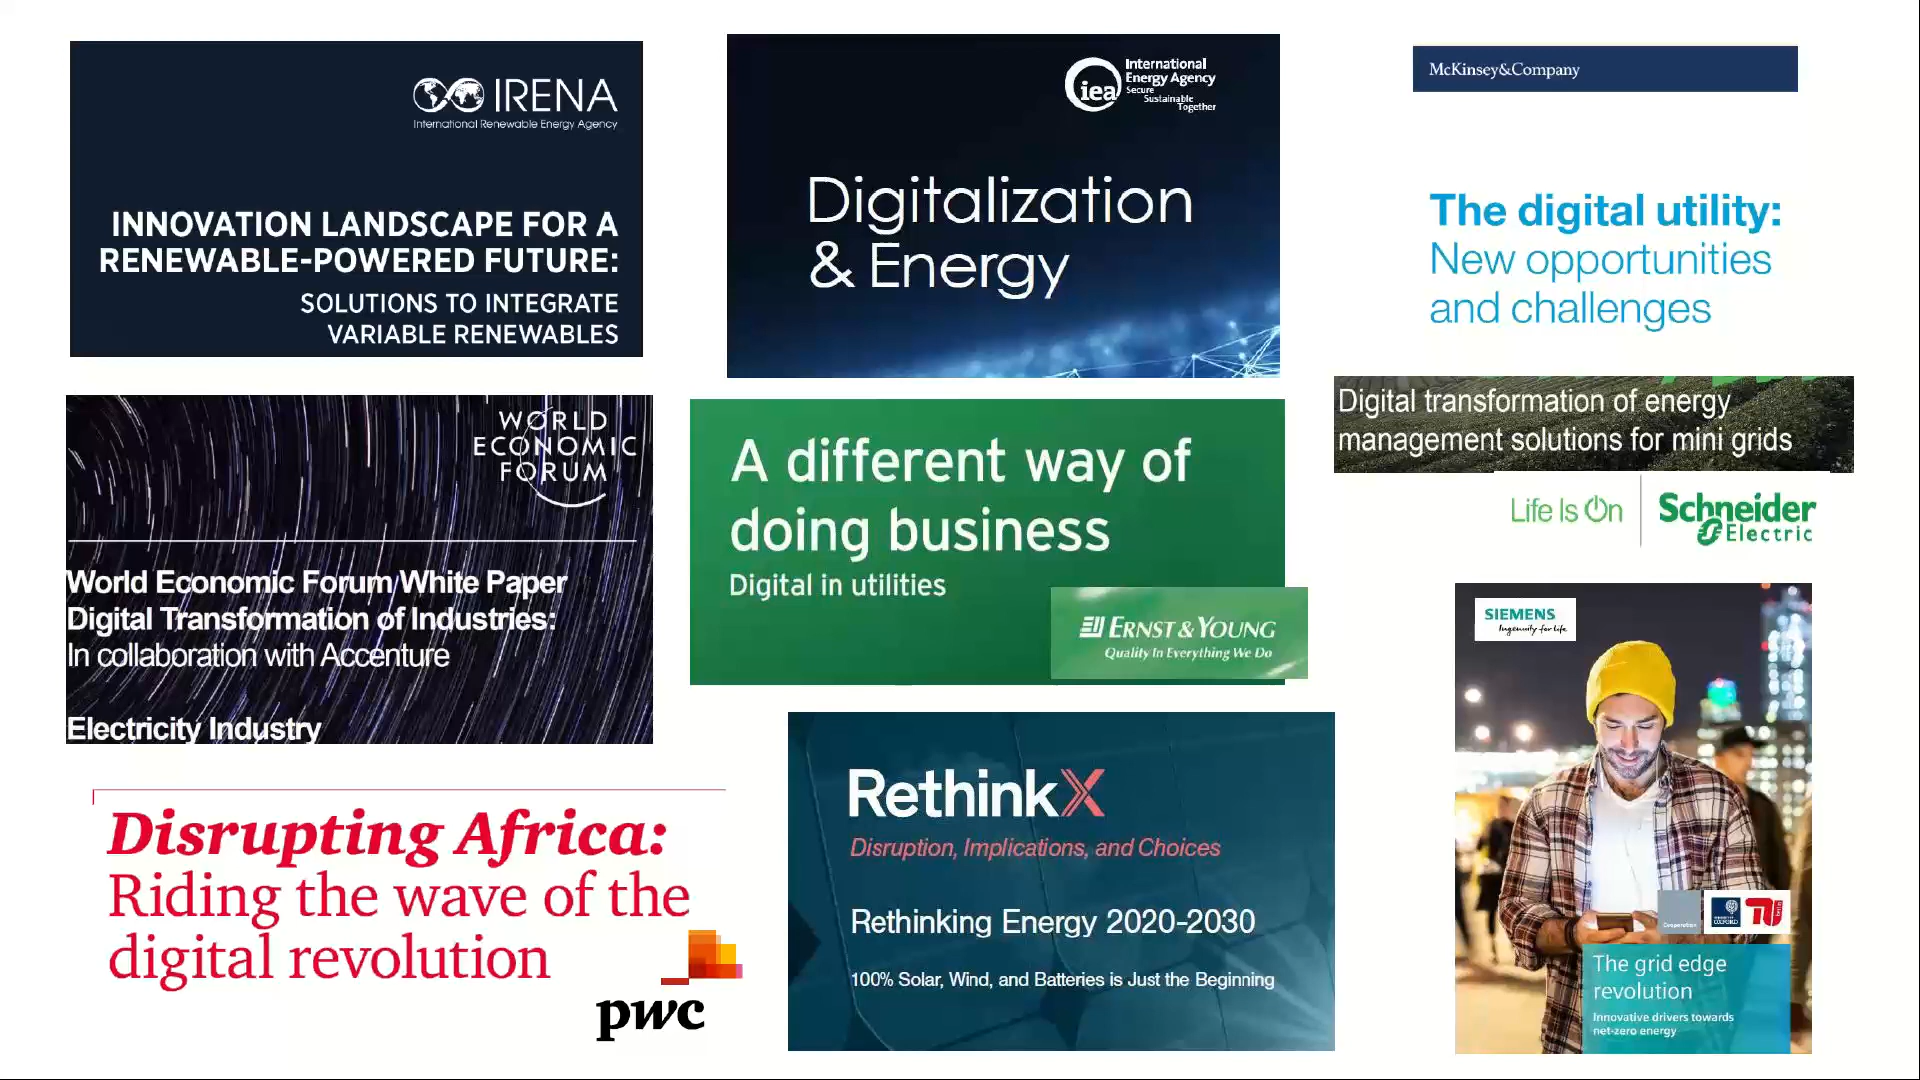 IRENA
International Renewable Energy Agency
INNOVATION LANDSCAPE FOR A
RENEWABLE-POWERED FUTURE:
SOLUTIONS TO INTEGRATE
VARIABLE RENEWABLES
iea
International
Energy Agency
Secure
Sustainable
Together
Digitalization
& Energy
McKinsey&Company
The digital utility:
New opportunities
and challenges
WORLD
ECONOMIC
FORUM
World Economic Forum White Paper
Digital Transformation of Industries:
In collaboration with Accenture
Electricity Industry
A different way of
doing business
Digital in utilities
ERNST & YOUNG
Quality In Everything We Do
Digital transformation of energy
management solutions for mini grids
Life Is On
Schneider
Electric
Disrupting Africa:
Riding the wave of the
digital revolution
pwc
RethinkX
Disruption, Implications, and Choices
Rethinking Energy 2020-2030
100% Solar, Wind, and Batteries is Just the Beginning
SIEMENS
Ingenuity for life
Cooperation
OXFORD
The grid edge
revolution
Innovative drivers towards
net-zero energy